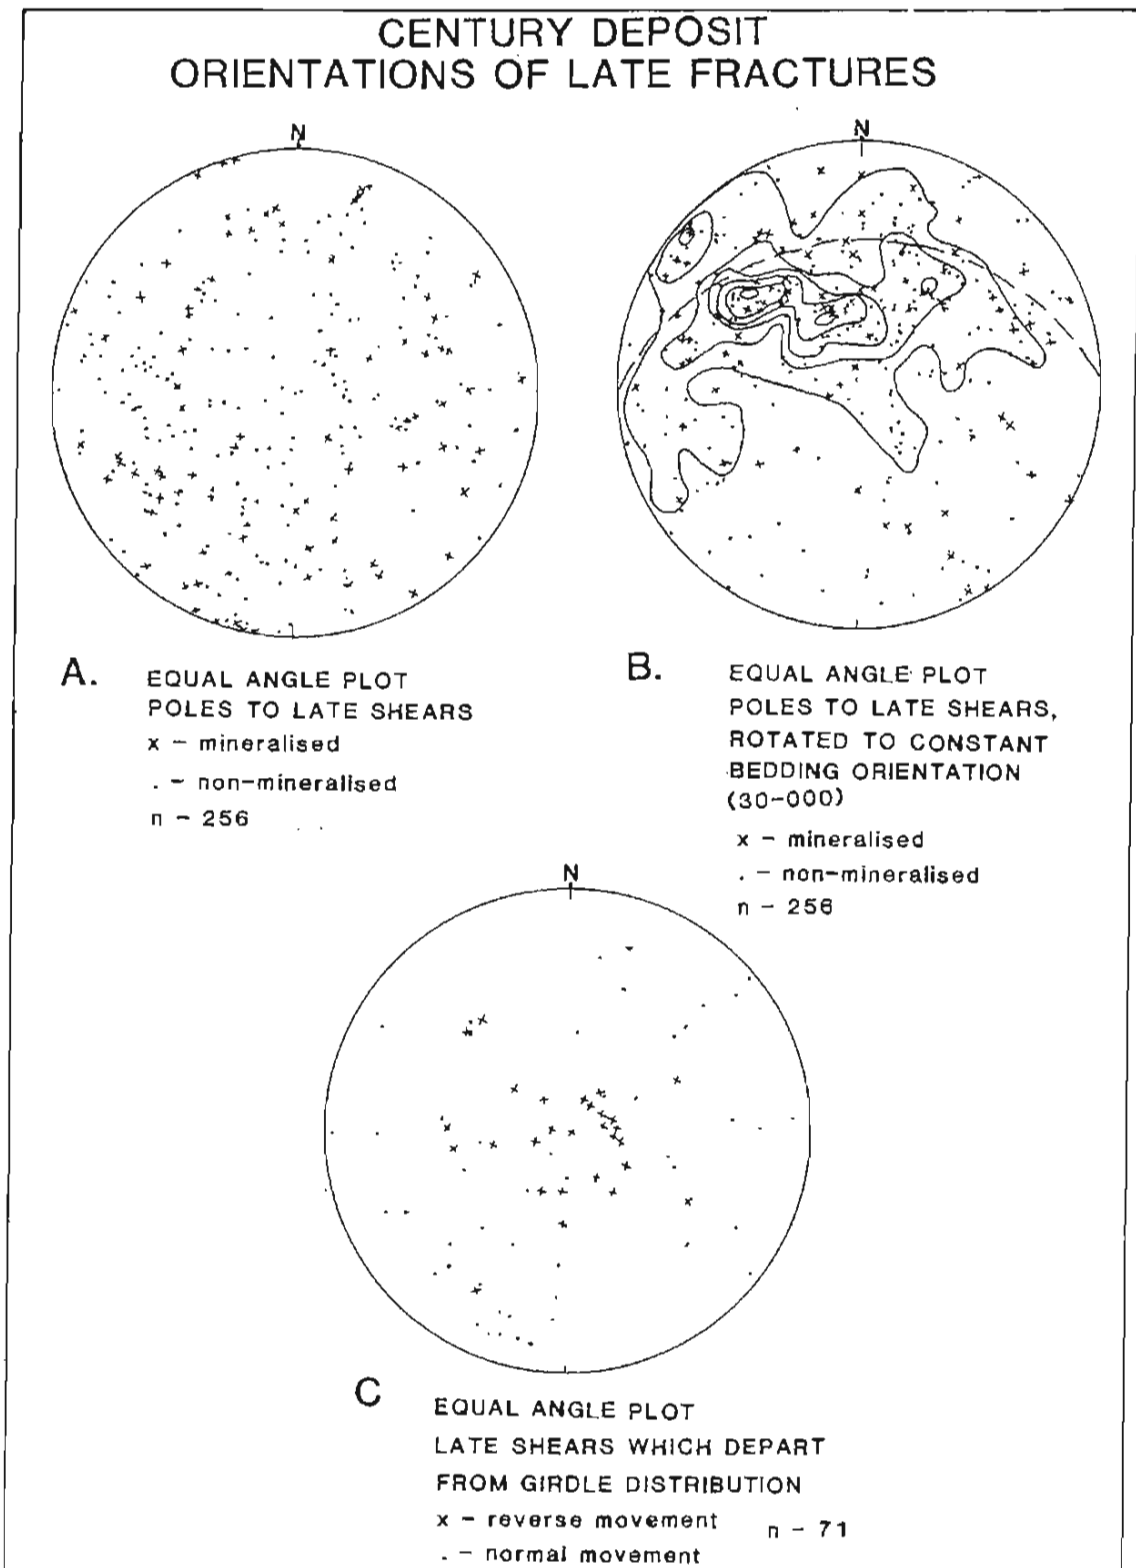 CENTURY DEPOSIT
ORIENTATIONS OF LATE FRACTURES
N
N
A.
EQUAL ANGLE PLOT
POLES TO LATE SHEARS
x - mineralised
. - non-mineralised
n - 256
B.
EQUAL ANGLE PLOT
POLES TO LATE SHEARS,
ROTATED TO CONSTANT
BEDDING ORIENTATION
(30-000)
x - mineralised
. - non-mineralised
n - 256
N
C
EQUAL ANGLE PLOT
LATE SHEARS WHICH DEPART
FROM GIRDLE DISTRIBUTION
x - reverse movement
n - 71
. - normal movement